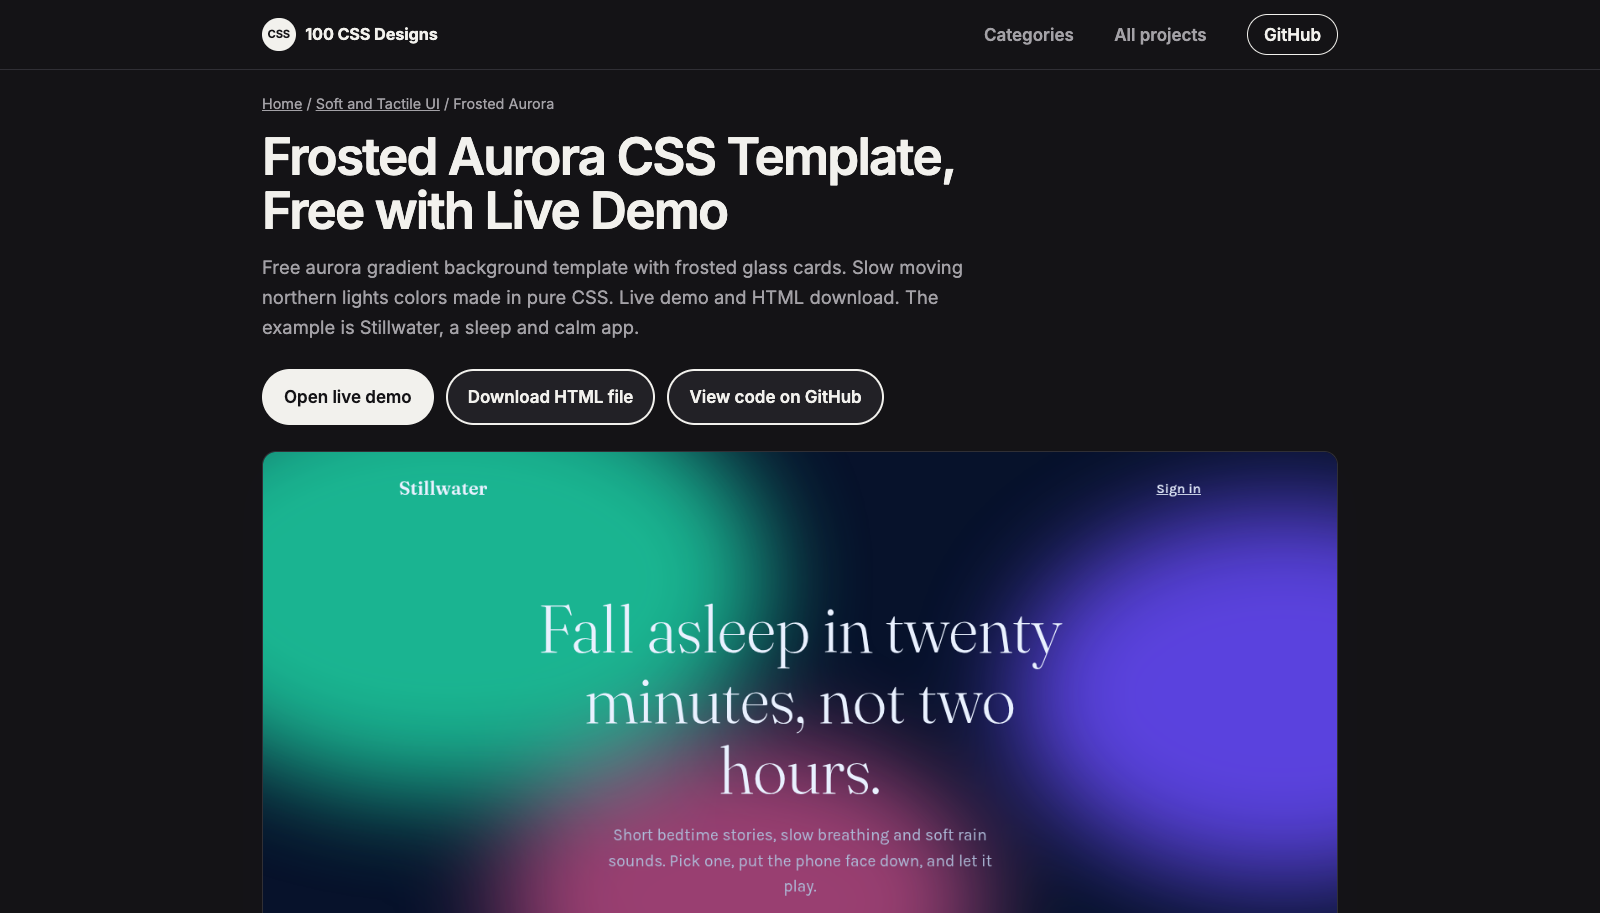 CSS 100 CSS Designs
Categories
All projects
GitHub
Home / Soft and Tactile UI / Frosted Aurora
Frosted Aurora CSS Template,
Free with Live Demo
Free aurora gradient background template with frosted glass cards. Slow moving
northern lights colors made in pure CSS. Live demo and HTML download. The
example is Stillwater, a sleep and calm app.
Open live demo
Download HTML file
View code on GitHub
Stillwater
Sign in
Fall asleep in twenty
minutes, not two
hours.
Short bedtime stories, slow breathing and soft rain
sounds. Pick one, put the phone face down, and let it
play.